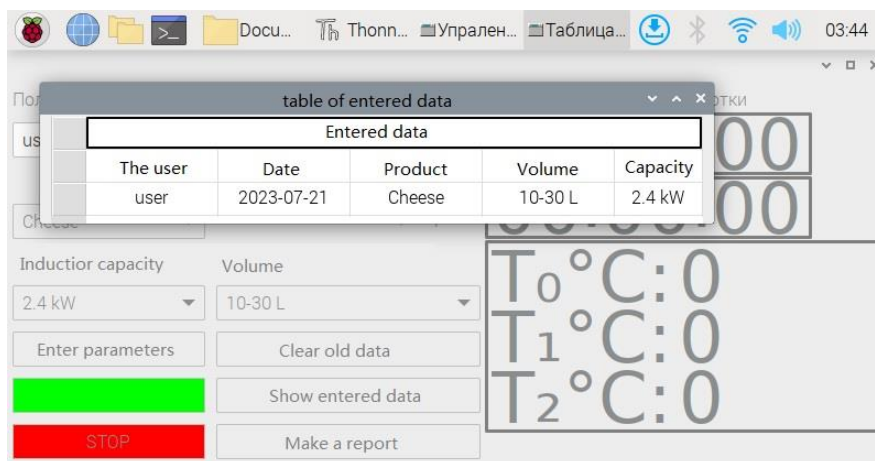 Docu... Thonn... Упрален... Таблица... 03:44
table of entered data
Entered data
The user Date Product Volume Capacity
user 2023-07-21 Cheese 10-30 L 2.4 kW
Cheese
Inductior capacity Volume
2.4 kW 10-30 L
Enter parameters Clear old data
Show entered data
STOP Make a report
T₀°C:0
T₁°C:0
T₂°C:0